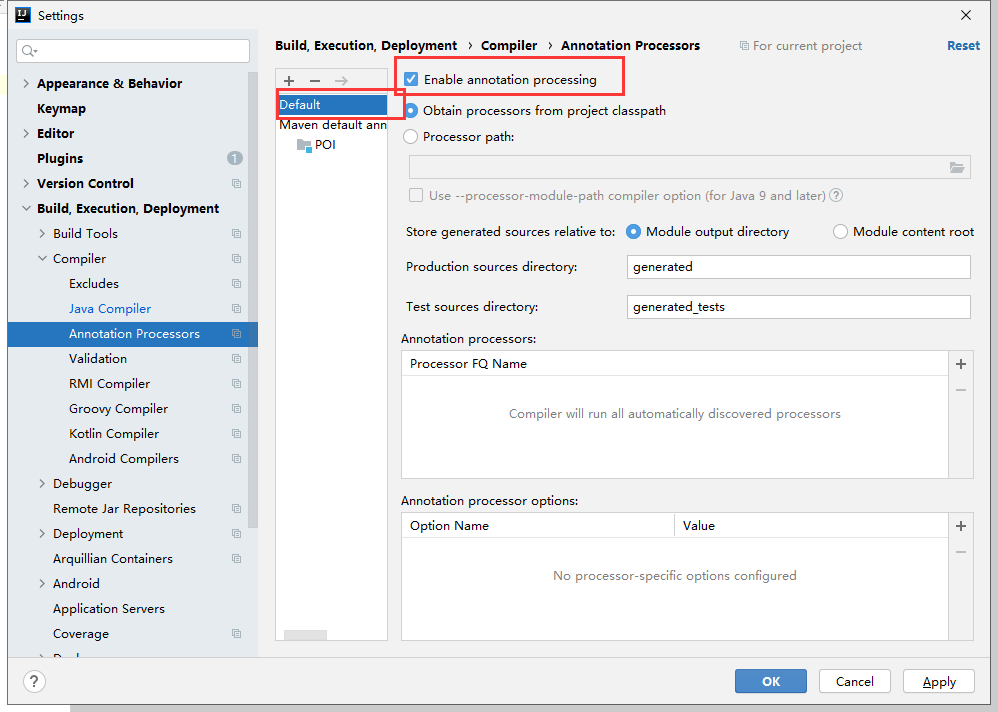 Settings
Build, Execution, Deployment › Compiler › Annotation Processors
For current project
Reset
Appearance & Behavior
Keymap
Editor
Plugins 1
Version Control
Build, Execution, Deployment
Build Tools
Compiler
Excludes
Java Compiler
Annotation Processors
Validation
RMI Compiler
Groovy Compiler
Kotlin Compiler
Android Compilers
Debugger
Remote Jar Repositories
Deployment
Arquillian Containers
Android
Application Servers
Coverage
Default
Maven default ann
POI
Enable annotation processing
Obtain processors from project classpath
Processor path:
Use --processor-module-path compiler option (for Java 9 and later) ?
Store generated sources relative to: Module output directory Module content root
Production sources directory: generated
Test sources directory: generated_tests
Annotation processors:
Processor FQ Name
Compiler will run all automatically discovered processors
Annotation processor options:
Option Name Value
No processor-specific options configured
? OK Cancel Apply